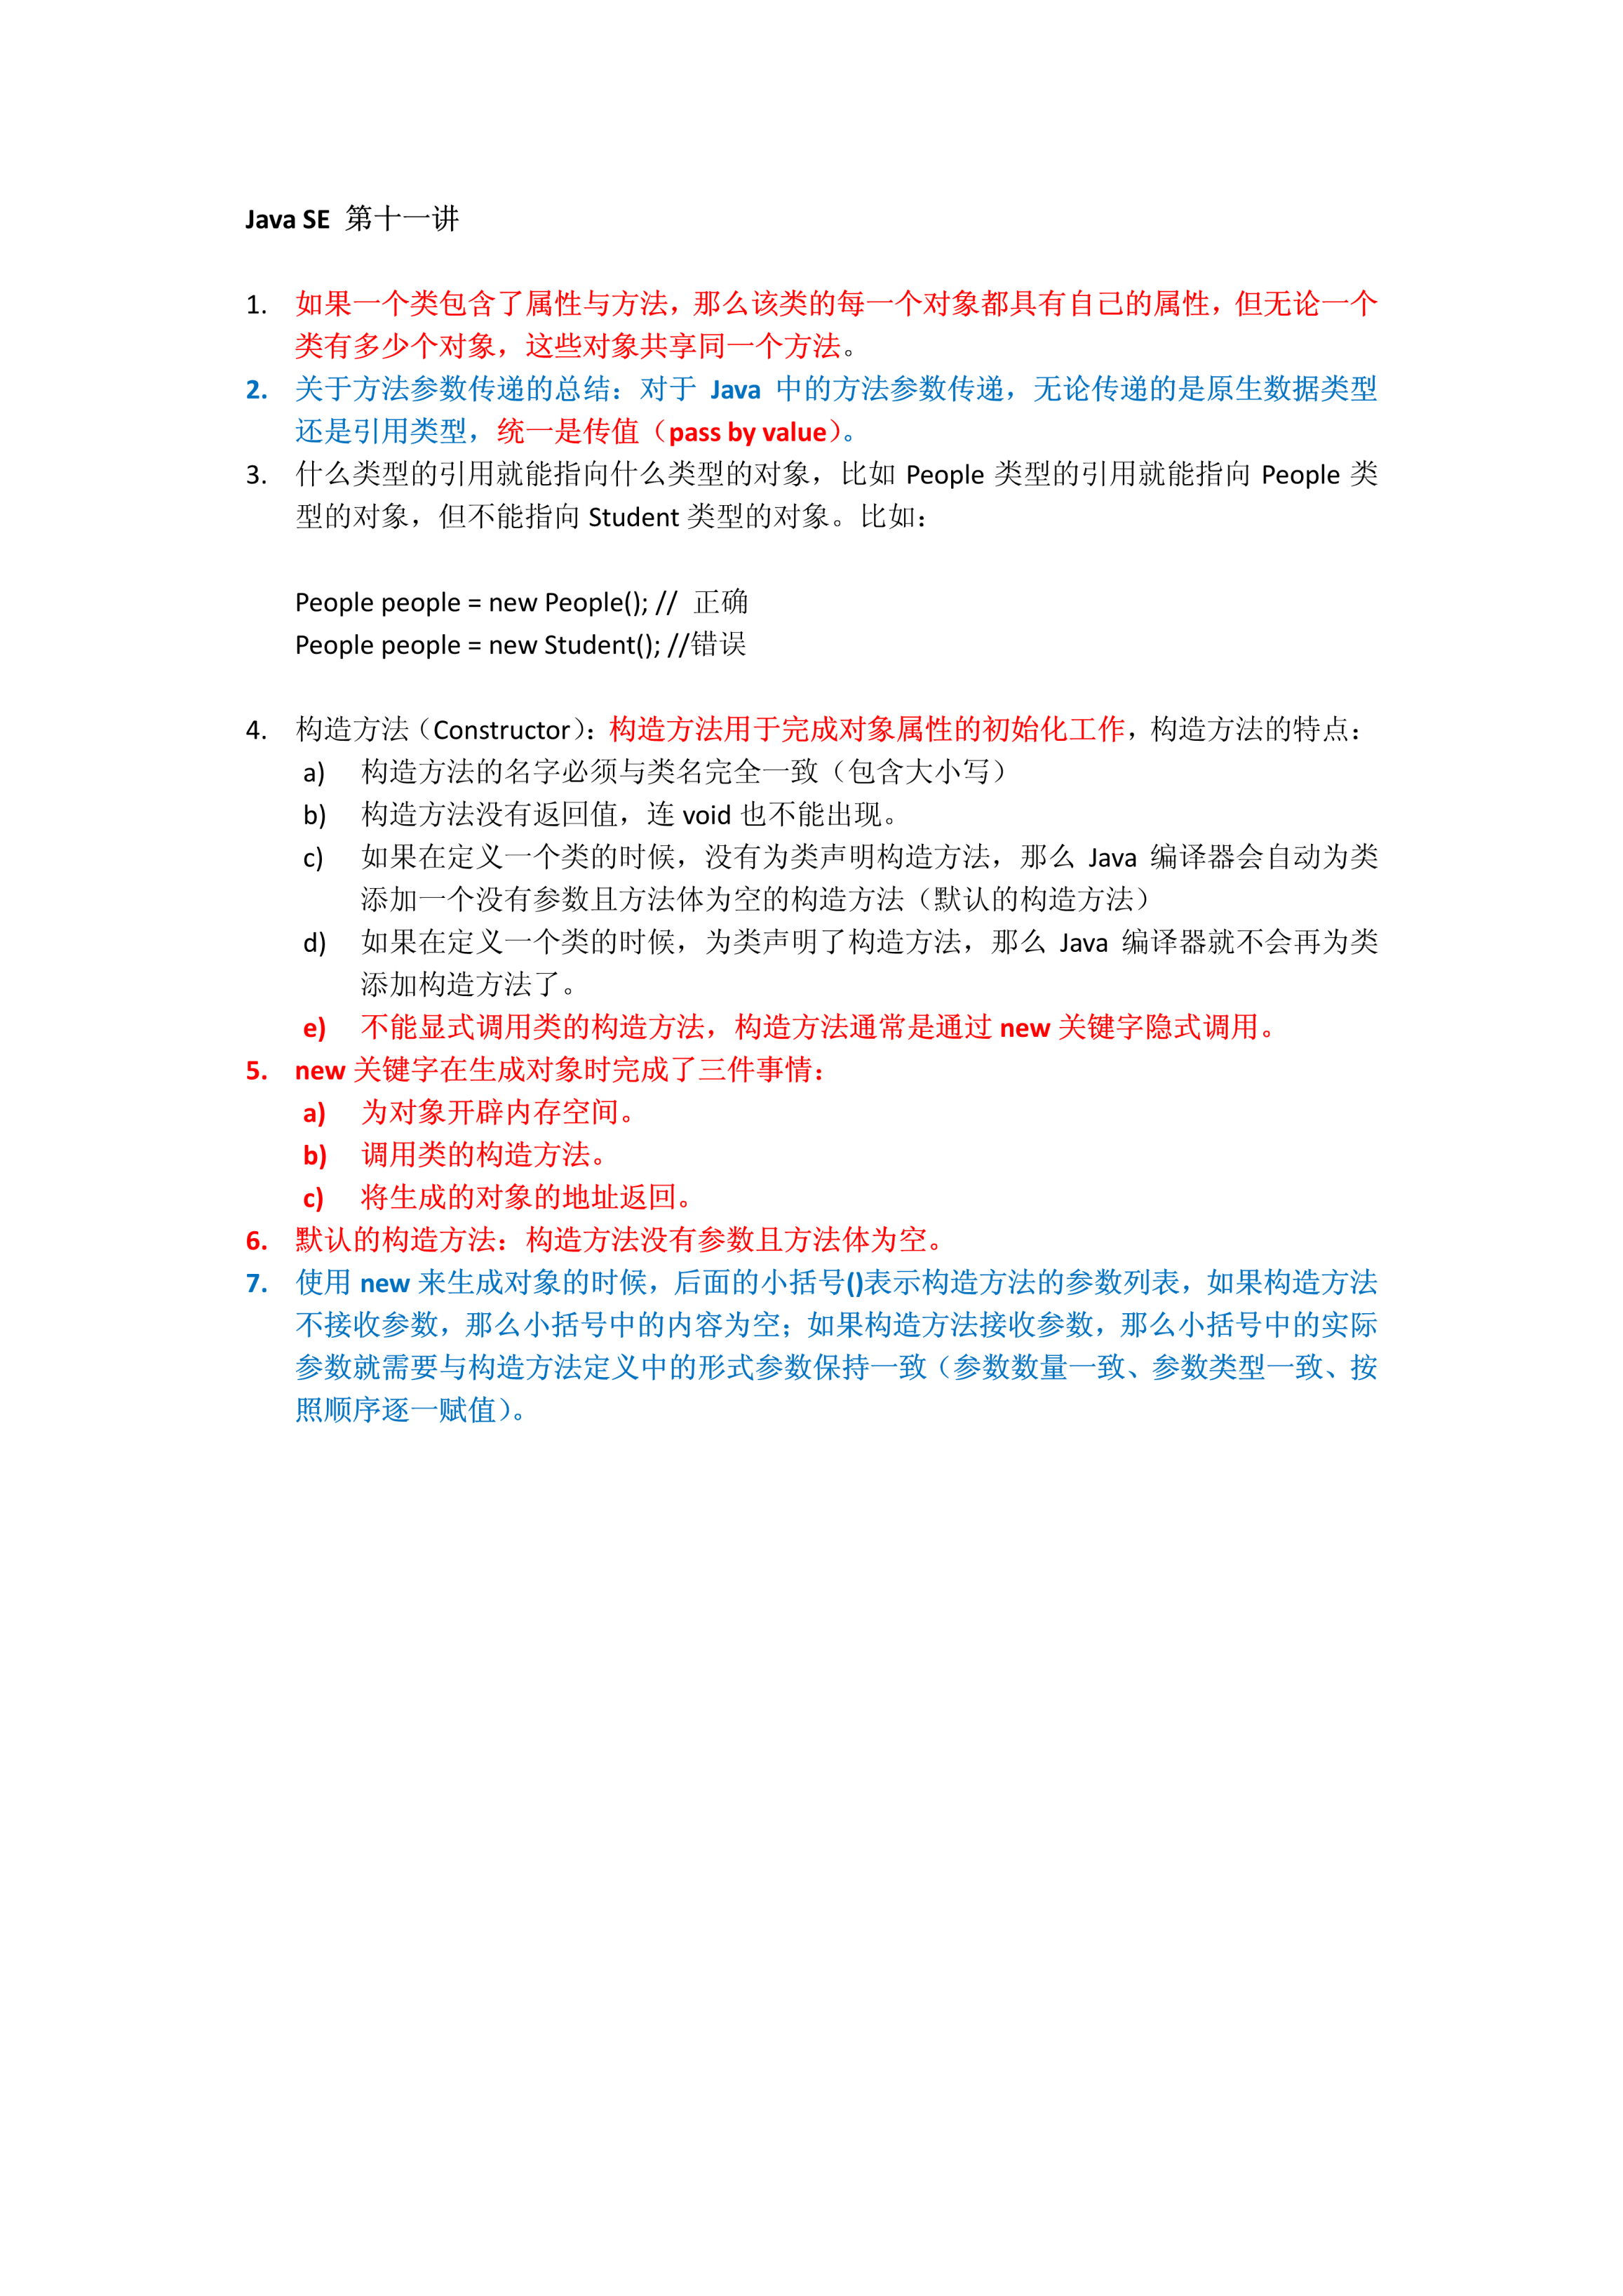 Java SE 第十一讲
1. 如果一个类包含了属性与方法，那么该类的每一个对象都具有自己的属性，但无论一个
类有多少个对象，这些对象共享同一个方法。
2. 关于方法参数传递的总结：对于 Java 中的方法参数传递，无论传递的是原生数据类型
还是引用类型，统一是传值（pass by value）。
3. 什么类型的引用就能指向什么类型的对象，比如 People 类型的引用就能指向 People 类
型的对象，但不能指向 Student 类型的对象。比如：
People people = new People(); // 正确
People people = new Student(); //错误
4. 构造方法（Constructor）：构造方法用于完成对象属性的初始化工作，构造方法的特点：
a) 构造方法的名字必须与类名完全一致（包含大小写）
b) 构造方法没有返回值，连 void 也不能出现。
c) 如果在定义一个类的时候，没有为类声明构造方法，那么 Java 编译器会自动为类
添加一个没有参数且方法体为空的构造方法（默认的构造方法）
d) 如果在定义一个类的时候，为类声明了构造方法，那么 Java 编译器就不会再为类
添加构造方法了。
e) 不能显式调用类的构造方法，构造方法通常是通过 new 关键字隐式调用。
5. new 关键字在生成对象时完成了三件事情：
a) 为对象开辟内存空间。
b) 调用类的构造方法。
c) 将生成的对象的地址返回。
6. 默认的构造方法：构造方法没有参数且方法体为空。
7. 使用 new 来生成对象的时候，后面的小括号()表示构造方法的参数列表，如果构造方法
不接收参数，那么小括号中的内容为空；如果构造方法接收参数，那么小括号中的实际
参数就需要与构造方法定义中的形式参数保持一致（参数数量一致、参数类型一致、按
照顺序逐一赋值）。